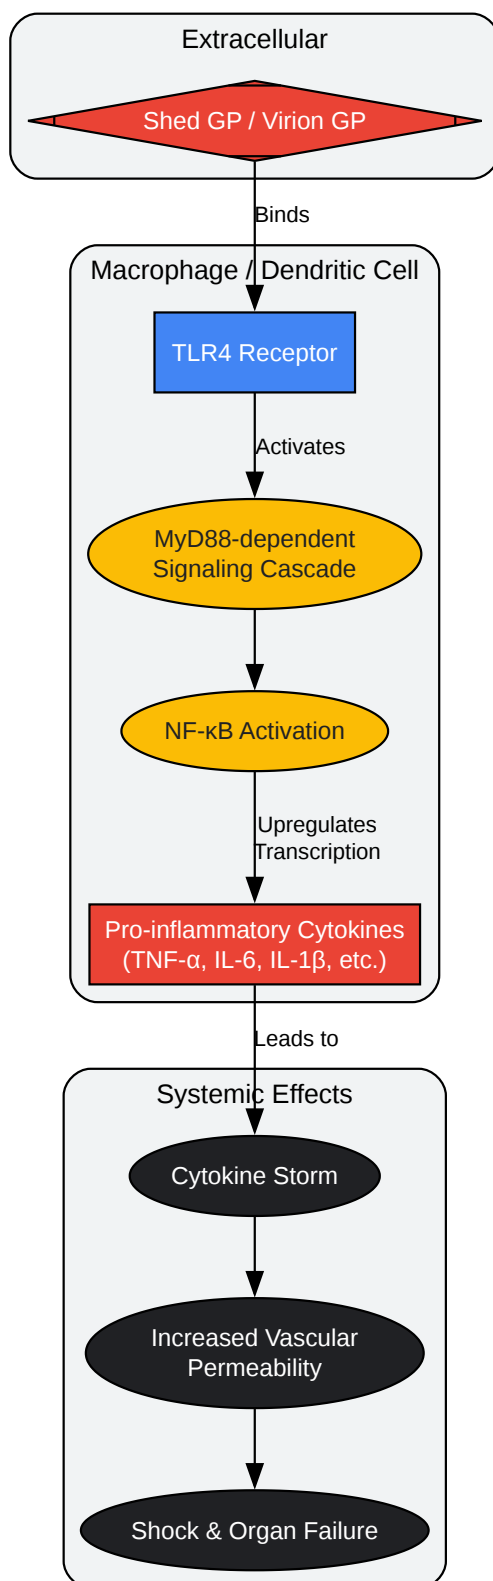 Extracellular
Shed GP / Virion GP
Binds
Macrophage / Dendritic Cell
TLR4 Receptor
Activates
MyD88-dependent
Signaling Cascade
NF-κB Activation
Upregulates
Transcription
Pro-inflammatory Cytokines
(TNF-α, IL-6, IL-1β, etc.)
Leads to
Systemic Effects
Cytokine Storm
Increased Vascular
Permeability
Shock & Organ Failure